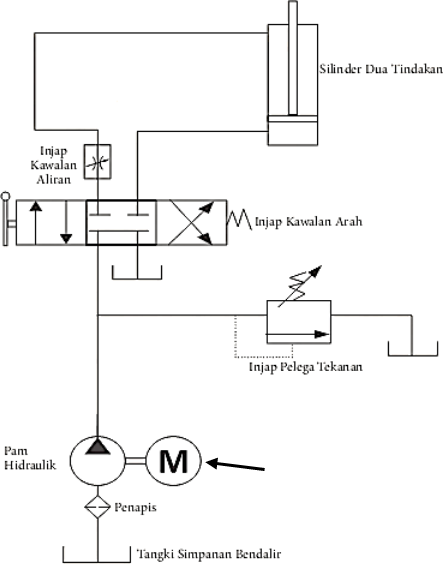 Silinder Dua Tindakan
Injap
Kawalan
Aliran
Injap Kawalan Arah
Injap Pelega Tekanan
Pam
Hidraulik
M
Penapis
Tangki Simpanan Bendalir